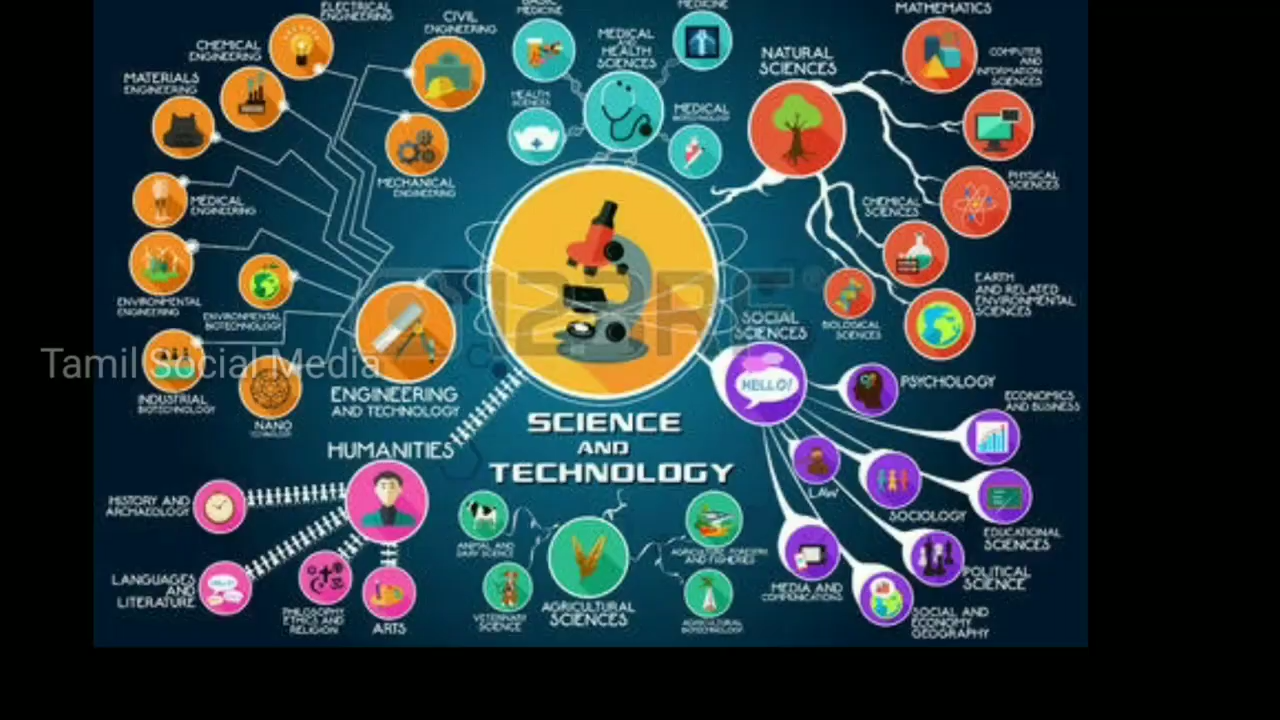 ELECTRICAL
ENGINEERING
CIVIL
ENGINEERING
CHEMICAL
ENGINEERING
MATERIALS
ENGINEERING
MECHANICAL
ENGINEERING
MEDICAL
ENGINEERING
ENVIRONMENTAL
ENGINEERING
ENVIRONMENTAL
BIOTECHNOLOGY
INDUSTRIAL
BIOTECHNOLOGY
NANO
TECHNOLOGY
ENGINEERING
AND TECHNOLOGY
BASIC
MEDICINE
MEDICAL
AND
HEALTH
SCIENCES
MEDICINE
HEALTH
SCIENCES
MEDICAL
BIOTECHNOLOGY
NATURAL
SCIENCES
MATHEMATICS
COMPUTER
AND
INFORMATION
SCIENCES
PHYSICAL
SCIENCES
CHEMICAL
SCIENCES
BIOLOGICAL
SCIENCES
EARTH
AND RELATED
ENVIRONMENTAL
SCIENCES
123RF®
Tamil Social Media
SCIENCE
AND
TECHNOLOGY
SOCIAL
SCIENCES
HELLO!
PSYCHOLOGY
ECONOMICS
AND BUSINESS
LAW
SOCIOLOGY
EDUCATIONAL
SCIENCES
POLITICAL
SCIENCE
MEDIA AND
COMMUNICATIONS
SOCIAL AND
ECONOMY
GEOGRAPHY
HUMANITIES
HISTORY AND
ARCHAEOLOGY
LANGUAGES
AND
LITERATURE
PHILOSOPHY
ETHICS AND
RELIGION
ARTS
ANIMAL AND
DAIRY SCIENCE
VETERINARY
SCIENCE
AGRICULTURAL
SCIENCES
AGRICULTURE, FORESTRY
AND FISHERIES
AGRICULTURAL
BIOTECHNOLOGY